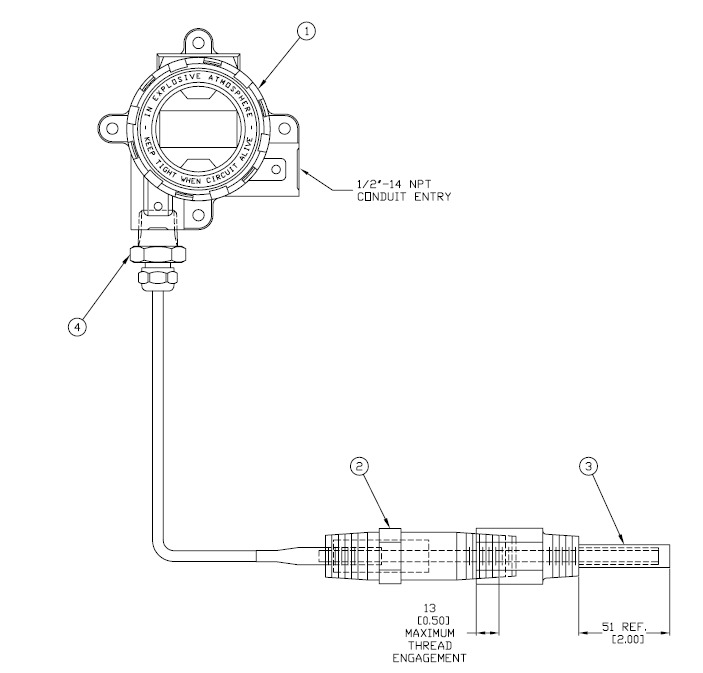 1
- IN EXPLOSIVE ATMOSPHERE -
KEEP TIGHT WHEN CIRCUIT ALIVE
1/2"-14 NPT
CONDUIT ENTRY
4
2
3
13
[0.50]
MAXIMUM
THREAD
ENGAGEMENT
51 REF.
[2.00]